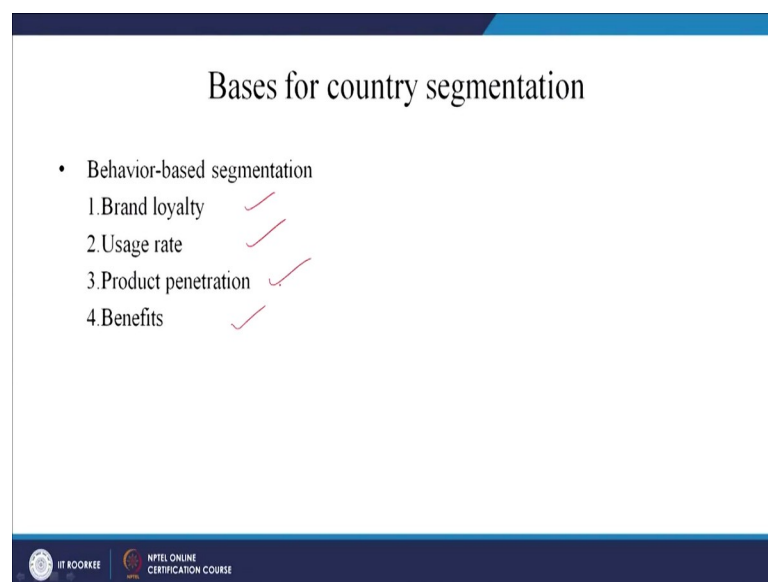 Bases for country segmentation
• Behavior-based segmentation
1.Brand loyalty
2.Usage rate
3.Product penetration
4.Benefits
IIT ROORKEE
NPTEL
NPTEL ONLINE
CERTIFICATION COURSE